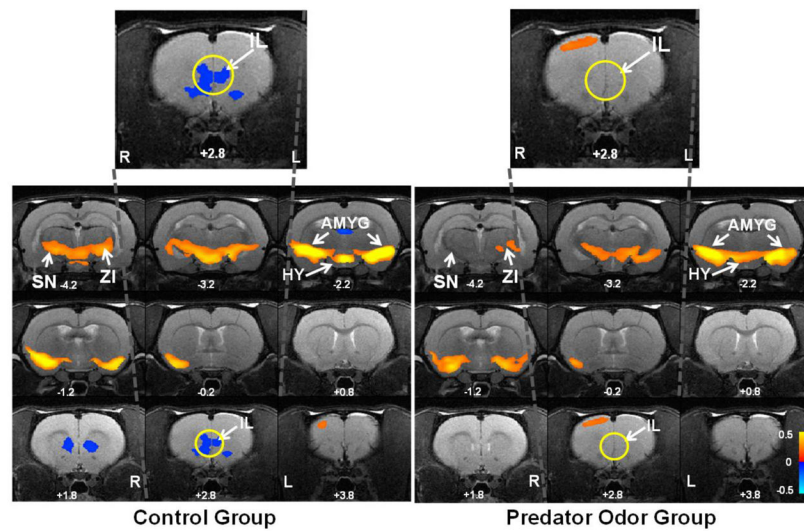 IL
R
+2.8
L
IL
R
+2.8
L
SN
ZI
-4.2
-3.2
AMYG
HY
-2.2
SN
ZI
-4.2
-3.2
AMYG
HY
-2.2
-1.2
-0.2
+0.8
-1.2
-0.2
+0.8
+1.8
R
IL
+2.8
L
+3.8
+1.8
R
IL
+2.8
L
+3.8
0.5
0
-0.5
Control Group
Predator Odor Group